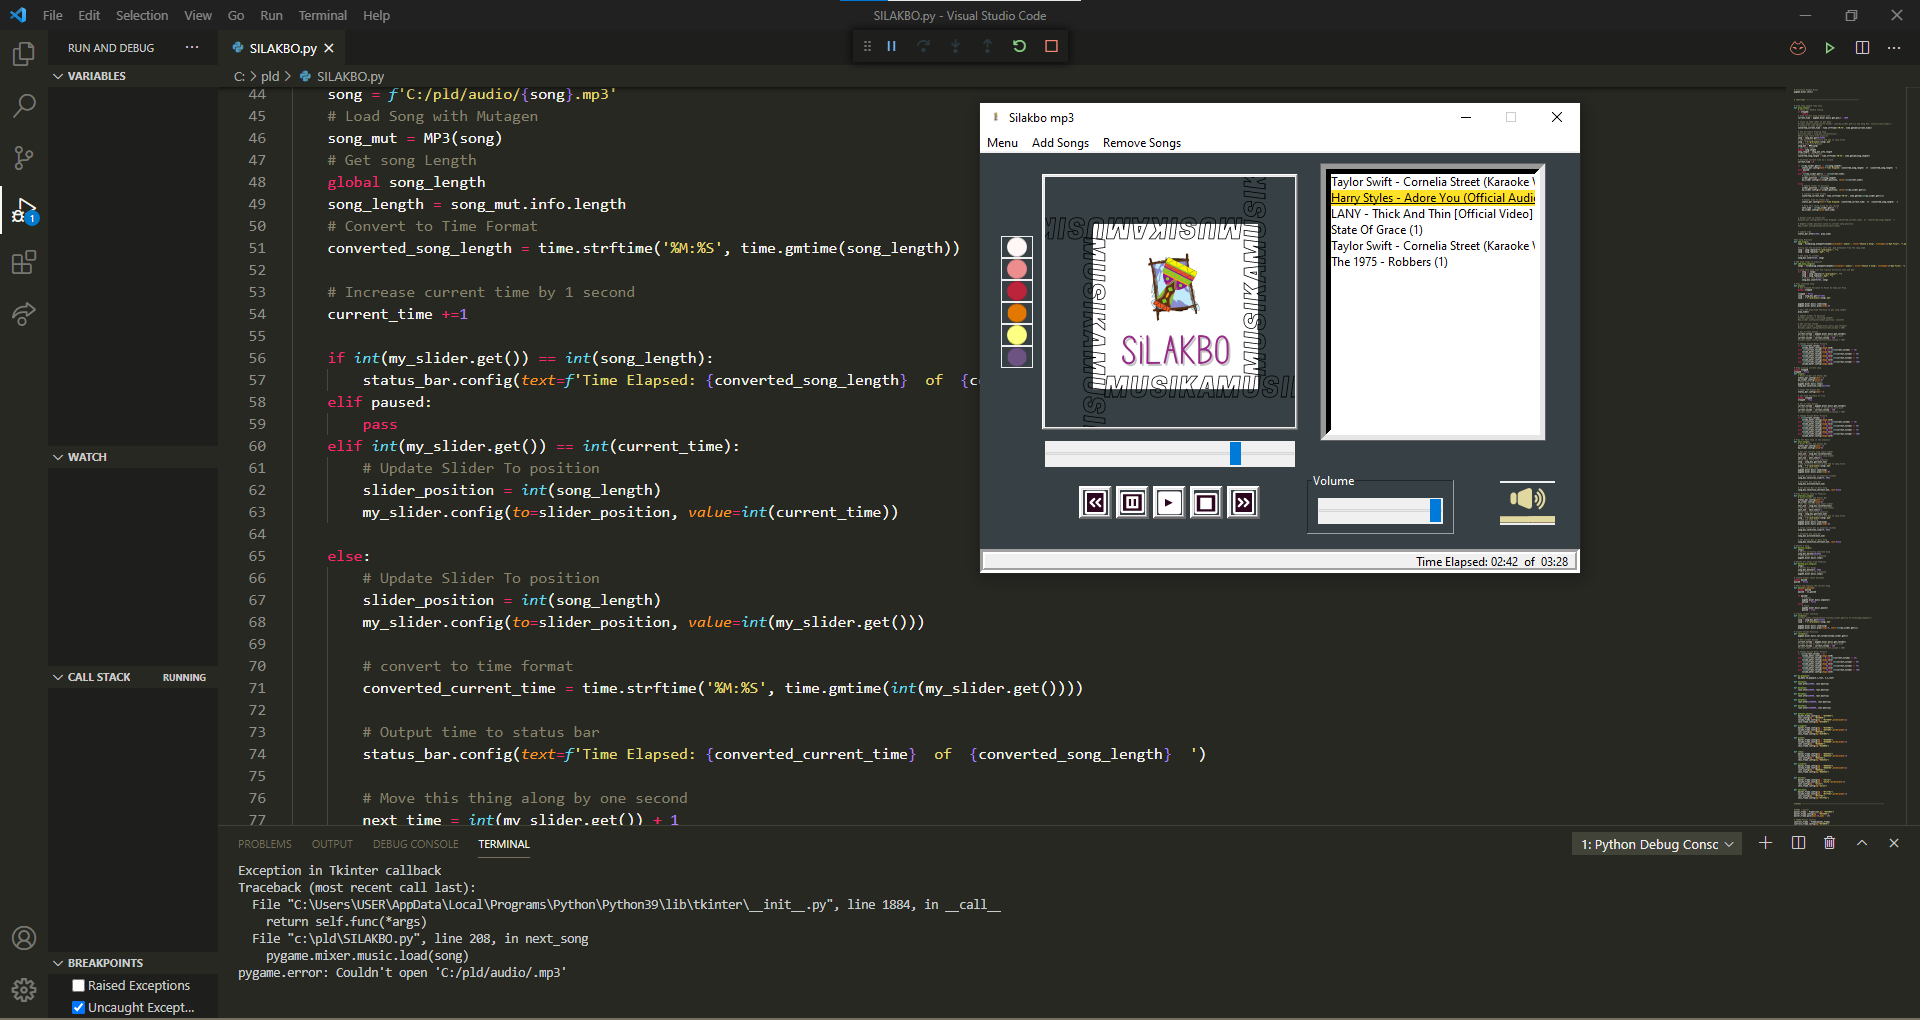 File Edit Selection View Go Run Terminal Help
SILAKBO.py - Visual Studio Code
RUN AND DEBUG
SILAKBO.py
C: > pld > SILAKBO.py
VARIABLES
WATCH
CALL STACK RUNNING
BREAKPOINTS
Raised Exceptions
Uncaught Except...
1
44 song = f'C:/pld/audio/{song}.mp3'
45 # Load Song with Mutagen
46 song_mut = MP3(song)
47 # Get song Length
48 global song_length
49 song_length = song_mut.info.length
50 # Convert to Time Format
51 converted_song_length = time.strftime('%M:%S', time.gmtime(song_length))
52
53 # Increase current time by 1 second
54 current_time +=1
55
56 if int(my_slider.get()) == int(song_length):
57 status_bar.config(text=f'Time Elapsed: {converted_song_length}  of  {c
58 elif paused:
59 pass
60 elif int(my_slider.get()) == int(current_time):
61 # Update Slider To position
62 slider_position = int(song_length)
63 my_slider.config(to=slider_position, value=int(current_time))
64
65 else:
66 # Update Slider To position
67 slider_position = int(song_length)
68 my_slider.config(to=slider_position, value=int(my_slider.get()))
69
70 # convert to time format
71 converted_current_time = time.strftime('%M:%S', time.gmtime(int(my_slider.get())))
72
73 # Output time to status bar
74 status_bar.config(text=f'Time Elapsed: {converted_current_time}  of  {converted_song_length}  ')
75
76 # Move this thing along by one second
77 next_time = int(my_slider.get()) + 1
Silakbo mp3
Menu Add Songs Remove Songs
MUSIKAMUSIKAMUSI
SiLAKBO
Taylor Swift - Cornelia Street (Karaoke V
Harry Styles - Adore You (Official Audio
LANY - Thick And Thin [Official Video]
State Of Grace (1)
Taylor Swift - Cornelia Street (Karaoke V
The 1975 - Robbers (1)
Volume
Time Elapsed: 02:42  of  03:28
PROBLEMS OUTPUT DEBUG CONSOLE TERMINAL
1: Python Debug Consc
Exception in Tkinter callback
Traceback (most recent call last):
File "C:\Users\USER\AppData\Local\Programs\Python\Python39\lib\tkinter\__init__.py", line 1884, in __call__
return self.func(*args)
File "c:\pld\SILAKBO.py", line 208, in next_song
pygame.mixer.music.load(song)
pygame.error: Couldn't open 'C:/pld/audio/.mp3'